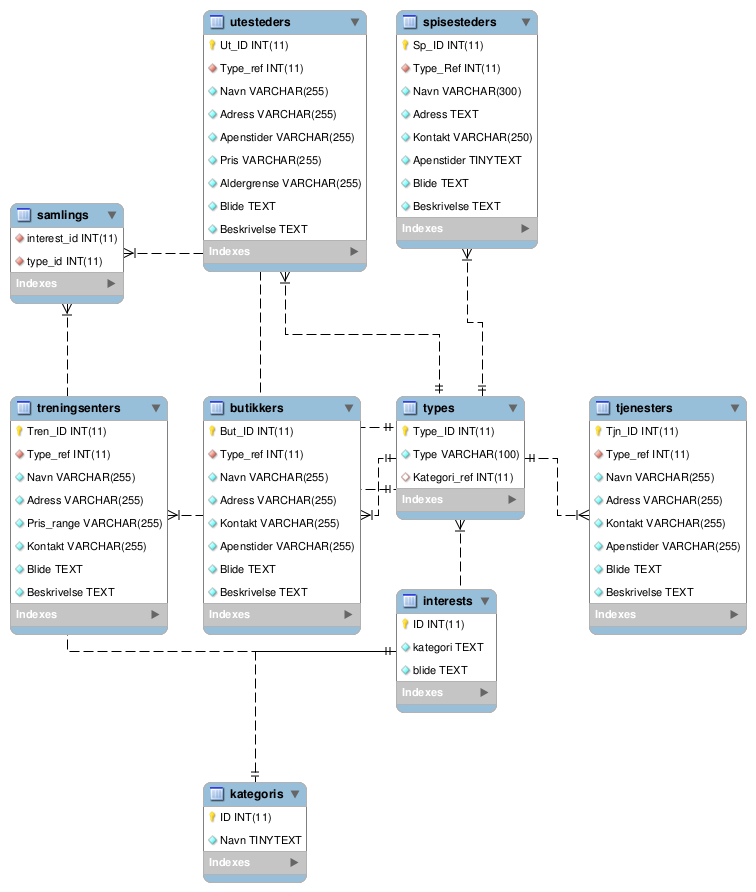 utesteders
Ut_ID INT(11)
Type_ref INT(11)
Navn VARCHAR(255)
Adress VARCHAR(255)
Apenstider VARCHAR(255)
Pris VARCHAR(255)
Aldergrense VARCHAR(255)
Blide TEXT
Beskrivelse TEXT
Indexes
spisesteders
Sp_ID INT(11)
Type_Ref INT(11)
Navn VARCHAR(300)
Adress TEXT
Kontakt VARCHAR(250)
Apenstider TINYTEXT
Blide TEXT
Beskrivelse TEXT
Indexes
samlings
interest_id INT(11)
type_id INT(11)
Indexes
treningsenters
Tren_ID INT(11)
Type_ref INT(11)
Navn VARCHAR(255)
Adress VARCHAR(255)
Pris_range VARCHAR(255)
Kontakt VARCHAR(255)
Blide TEXT
Beskrivelse TEXT
Indexes
butikkers
But_ID INT(11)
Type_ref INT(11)
Navn VARCHAR(255)
Adress VARCHAR(255)
Kontakt VARCHAR(255)
Apenstider VARCHAR(255)
Blide TEXT
Beskrivelse TEXT
Indexes
types
Type_ID INT(11)
Type VARCHAR(100)
Kategori_ref INT(11)
Indexes
tjenesters
Tjn_ID INT(11)
Type_ref INT(11)
Navn VARCHAR(255)
Adress VARCHAR(255)
Kontakt VARCHAR(255)
Apenstider VARCHAR(255)
Blide TEXT
Beskrivelse TEXT
Indexes
interests
ID INT(11)
kategori TEXT
blide TEXT
Indexes
kategoris
ID INT(11)
Navn TINYTEXT
Indexes